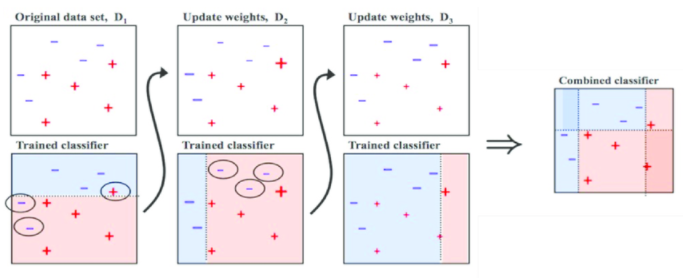 Original data set, D1
Update weights, D2
Update weights, D3
Combined classifier
Trained classifier
Trained classifier
Trained classifier